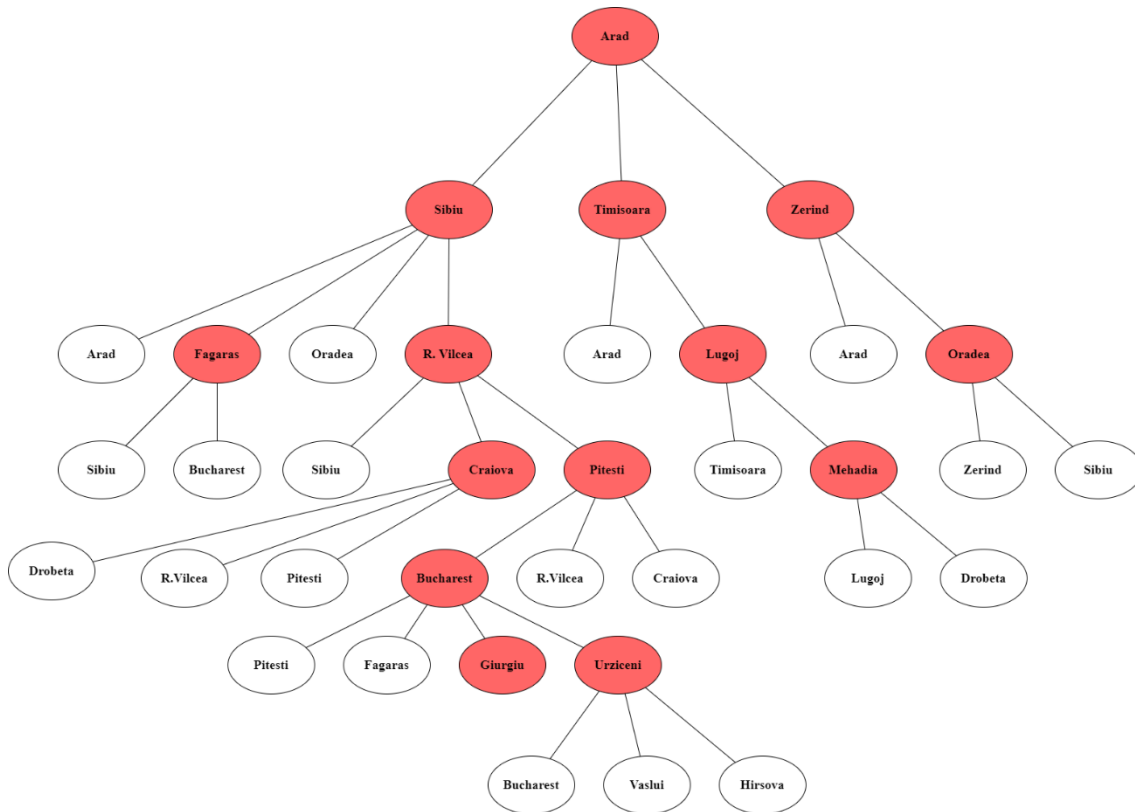 Arad
Sibiu
Timisoara
Zerind
Arad
Fagaras
Oradea
R. Vilcea
Arad
Lugoj
Arad
Oradea
Sibiu
Bucharest
Sibiu
Craiova
Pitesti
Timisoara
Mehadia
Zerind
Sibiu
Drobeta
R.Vilcea
Pitesti
Bucharest
R.Vilcea
Craiova
Lugoj
Drobeta
Pitesti
Fagaras
Giurgiu
Urziceni
Bucharest
Vaslui
Hirsova